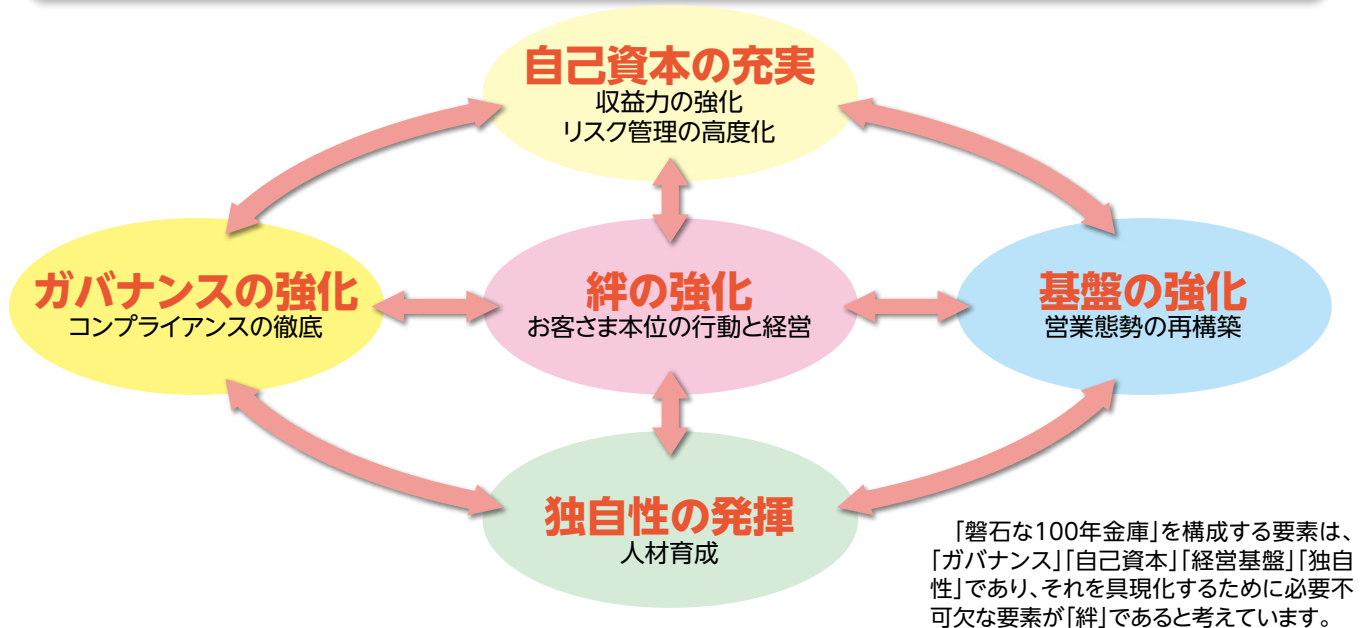 自己資本の充実
収益力の強化
リスク管理の高度化
ガバナンスの強化
コンプライアンスの徹底
絆の強化
お客さま本位の行動と経営
基盤の強化
営業態勢の再構築
独自性の発揮
人材育成
「磐石な100年金庫」を構成する要素は、
「ガバナンス」「自己資本」「経営基盤」「独自
性」であり、それを具現化するために必要不
可欠な要素が「絆」であると考えています。